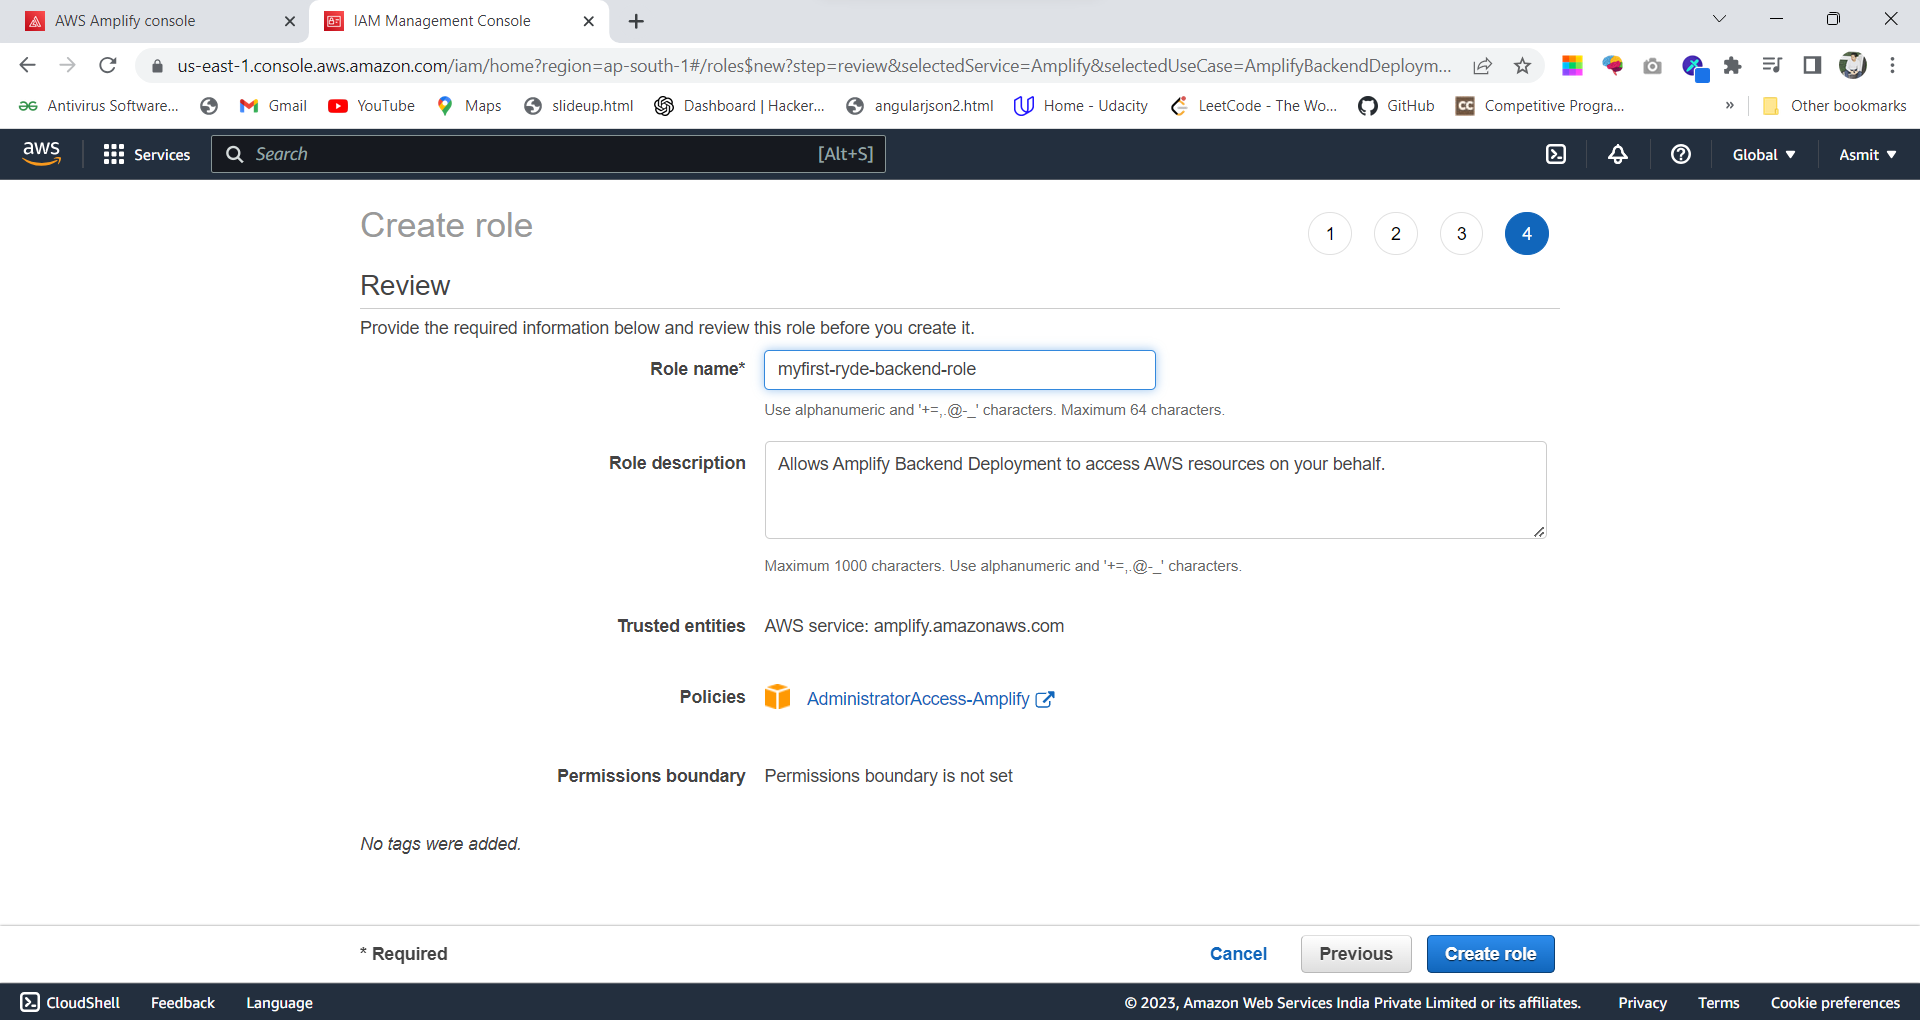 AWS Amplify console
IAM Management Console
us-east-1.console.aws.amazon.com/iam/home?region=ap-south-1#/roles$new?step=review&selectedService=Amplify&selectedUseCase=AmplifyBackendDeploym...
Antivirus Software...
Gmail
YouTube
Maps
slideup.html
Dashboard | Hacker...
angularjson2.html
Home - Udacity
LeetCode - The Wo...
GitHub
CC
Competitive Progra...
»
Other bookmarks
aws
Services
Search
[Alt+S]
Global
Asmit
Create role
1
2
3
4
Review
Provide the required information below and review this role before you create it.
Role name*
myfirst-ryde-backend-role
Use alphanumeric and '+=,.@-_' characters. Maximum 64 characters.
Role description
Allows Amplify Backend Deployment to access AWS resources on your behalf.
Maximum 1000 characters. Use alphanumeric and '+=,.@-_' characters.
Trusted entities
AWS service: amplify.amazonaws.com
Policies
AdministratorAccess-Amplify
Permissions boundary
Permissions boundary is not set
No tags were added.
* Required
Cancel
Previous
Create role
CloudShell
Feedback
Language
© 2023, Amazon Web Services India Private Limited or its affiliates.
Privacy
Terms
Cookie preferences